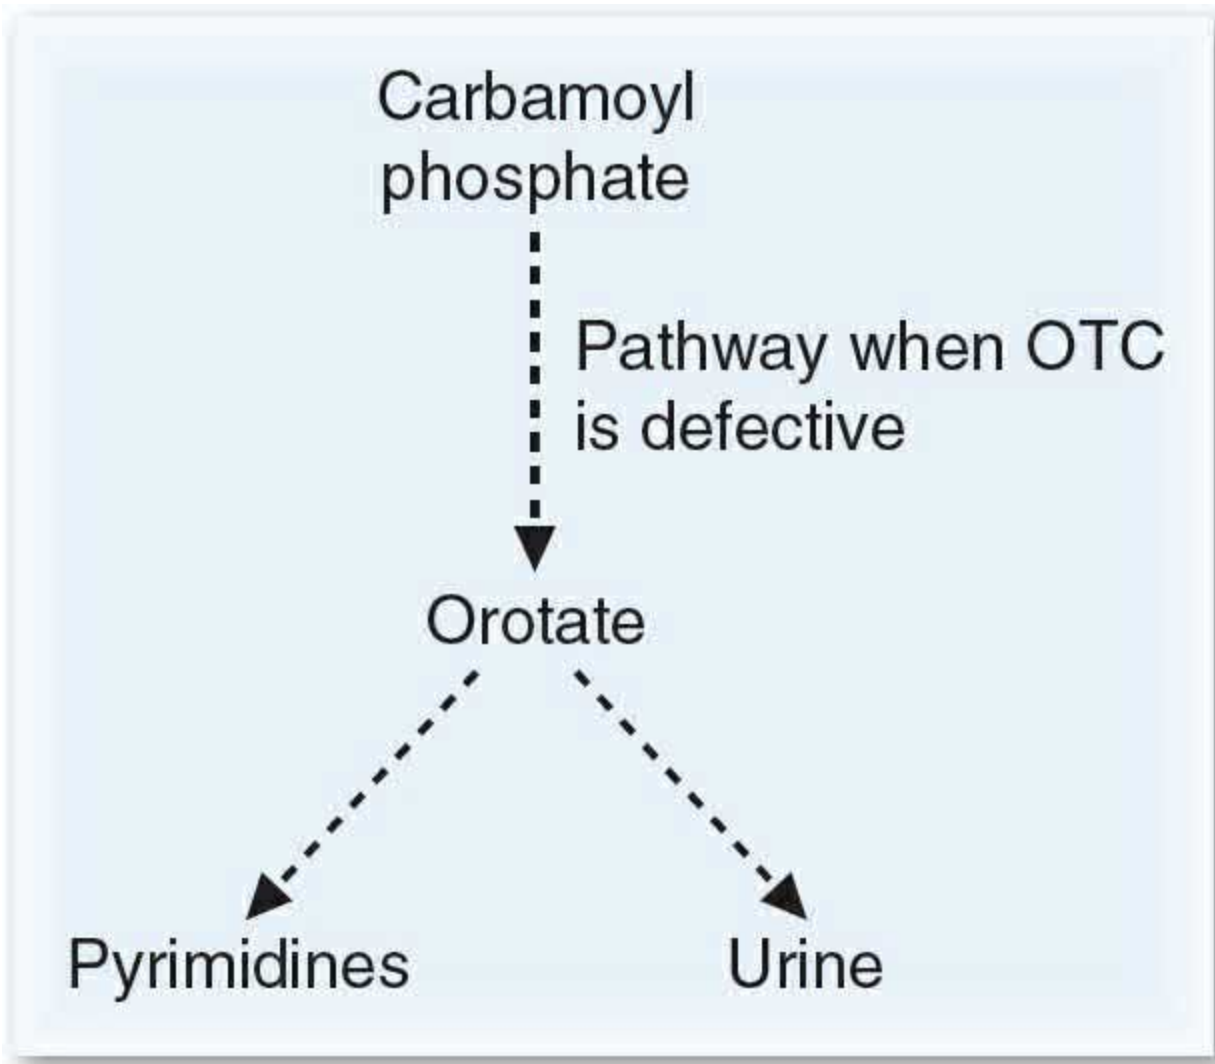 Carbamoyl
phosphate
Pathway when OTC
is defective
Orotate
Pyrimidines
Urine